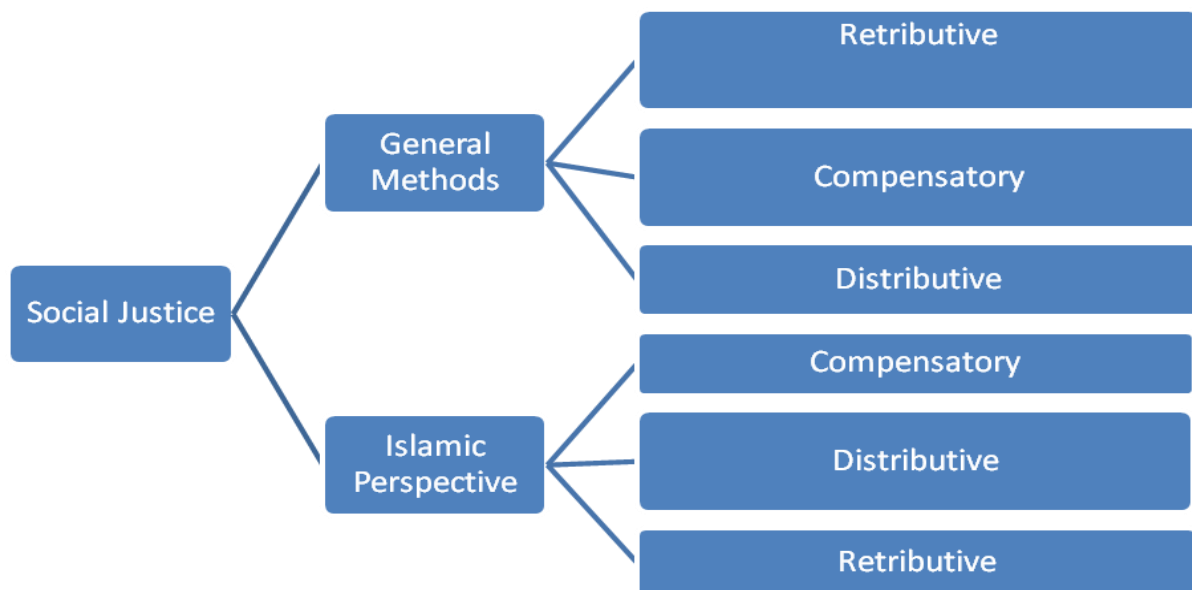 Social Justice
General
Methods
Retributive
Compensatory
Distributive
Islamic
Perspective
Compensatory
Distributive
Retributive